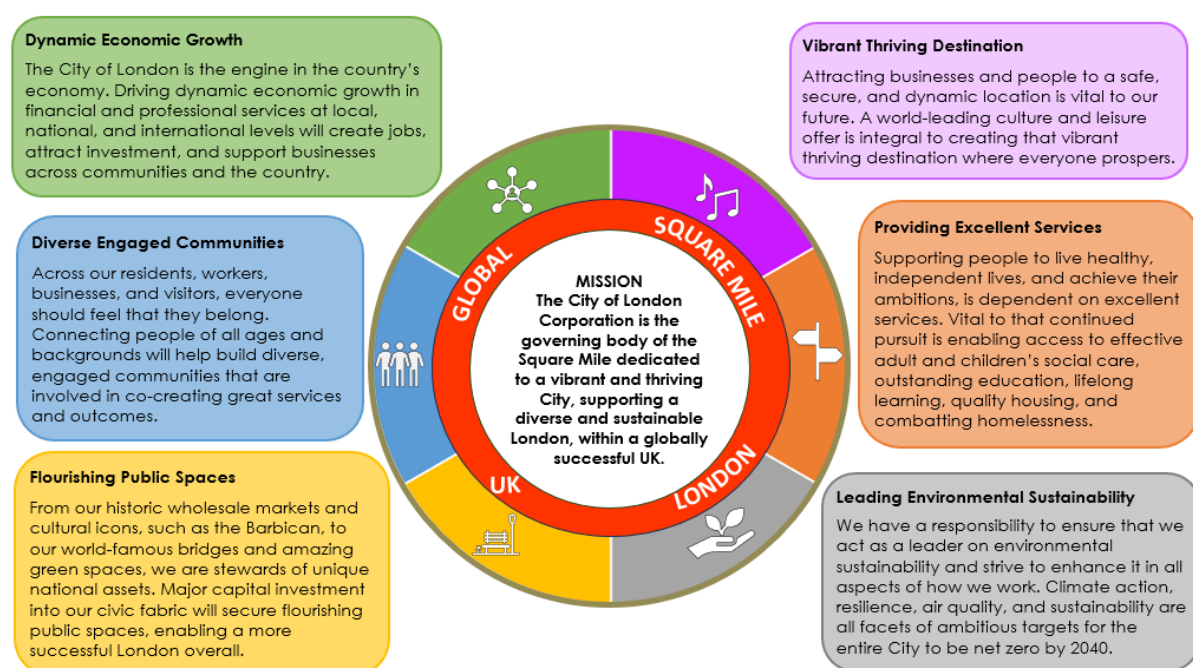 Dynamic Economic Growth
The City of London is the engine in the country's
economy. Driving dynamic economic growth in
financial and professional services at local,
national, and international levels will create jobs,
attract investment, and support businesses
across communities and the country.
Diverse Engaged Communities
Across our residents, workers,
businesses, and visitors, everyone
should feel that they belong.
Connecting people of all ages and
backgrounds will help build diverse,
engaged communities that are
involved in co-creating great services
and outcomes.
Flourishing Public Spaces
From our historic wholesale markets and
cultural icons, such as the Barbican, to
our world-famous bridges and amazing
green spaces, we are stewards of unique
national assets. Major capital investment
into our civic fabric will secure flourishing
public spaces, enabling a more
successful London overall.
GLOBAL
SQUARE MILE
UK
LONDON
MISSION
The City of London
Corporation is the
governing body of the
Square Mile dedicated
to a vibrant and thriving
City, supporting a
diverse and sustainable
London, within a globally
successful UK.
Vibrant Thriving Destination
Attracting businesses and people to a safe,
secure, and dynamic location is vital to our
future. A world-leading culture and leisure
offer is integral to creating that vibrant
thriving destination where everyone prospers.
Providing Excellent Services
Supporting people to live healthy,
independent lives, and achieve their
ambitions, is dependent on excellent
services. Vital to that continued
pursuit is enabling access to effective
adult and children's social care,
outstanding education, lifelong
learning, quality housing, and
combatting homelessness.
Leading Environmental Sustainability
We have a responsibility to ensure that we
act as a leader on environmental
sustainability and strive to enhance it in all
aspects of how we work. Climate action,
resilience, air quality, and sustainability are
all facets of ambitious targets for the
entire City to be net zero by 2040.